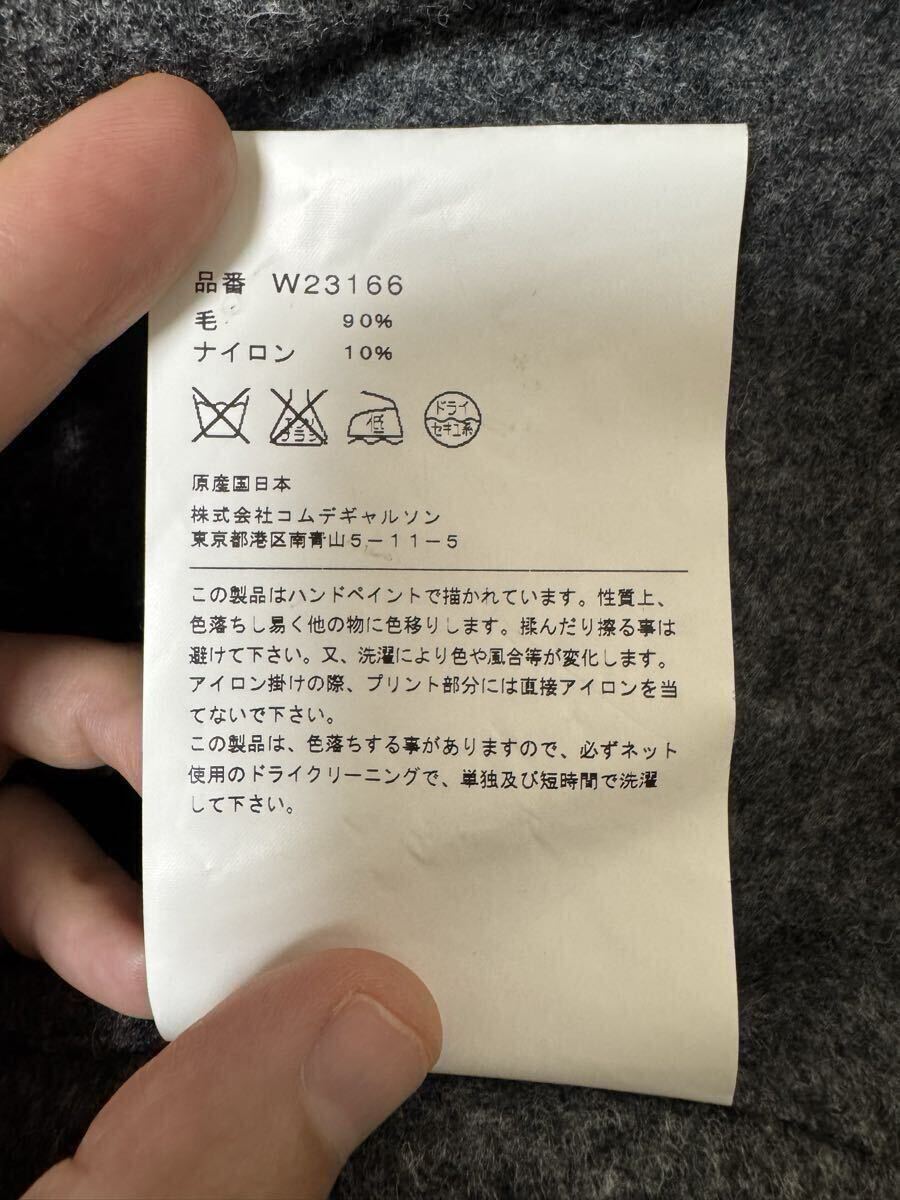 品番 W23166
毛 90%
ナイロン 10%
エンソ
サラシ
低
ドライ
セキユ系
原産国日本
株式会社コムデギャルソン
東京都港区南青山5-11-5
この製品はハンドペイントで描かれています。性質上、
色落ちし易く他の物に色移りします。揉んだり擦る事は
避けて下さい。又、洗濯により色や風合等が変化します。
アイロン掛けの際、プリント部分には直接アイロンを当
てないで下さい。
この製品は、色落ちする事がありますので、必ずネット
使用のドライクリーニングで、単独及び短時間で洗濯
して下さい。